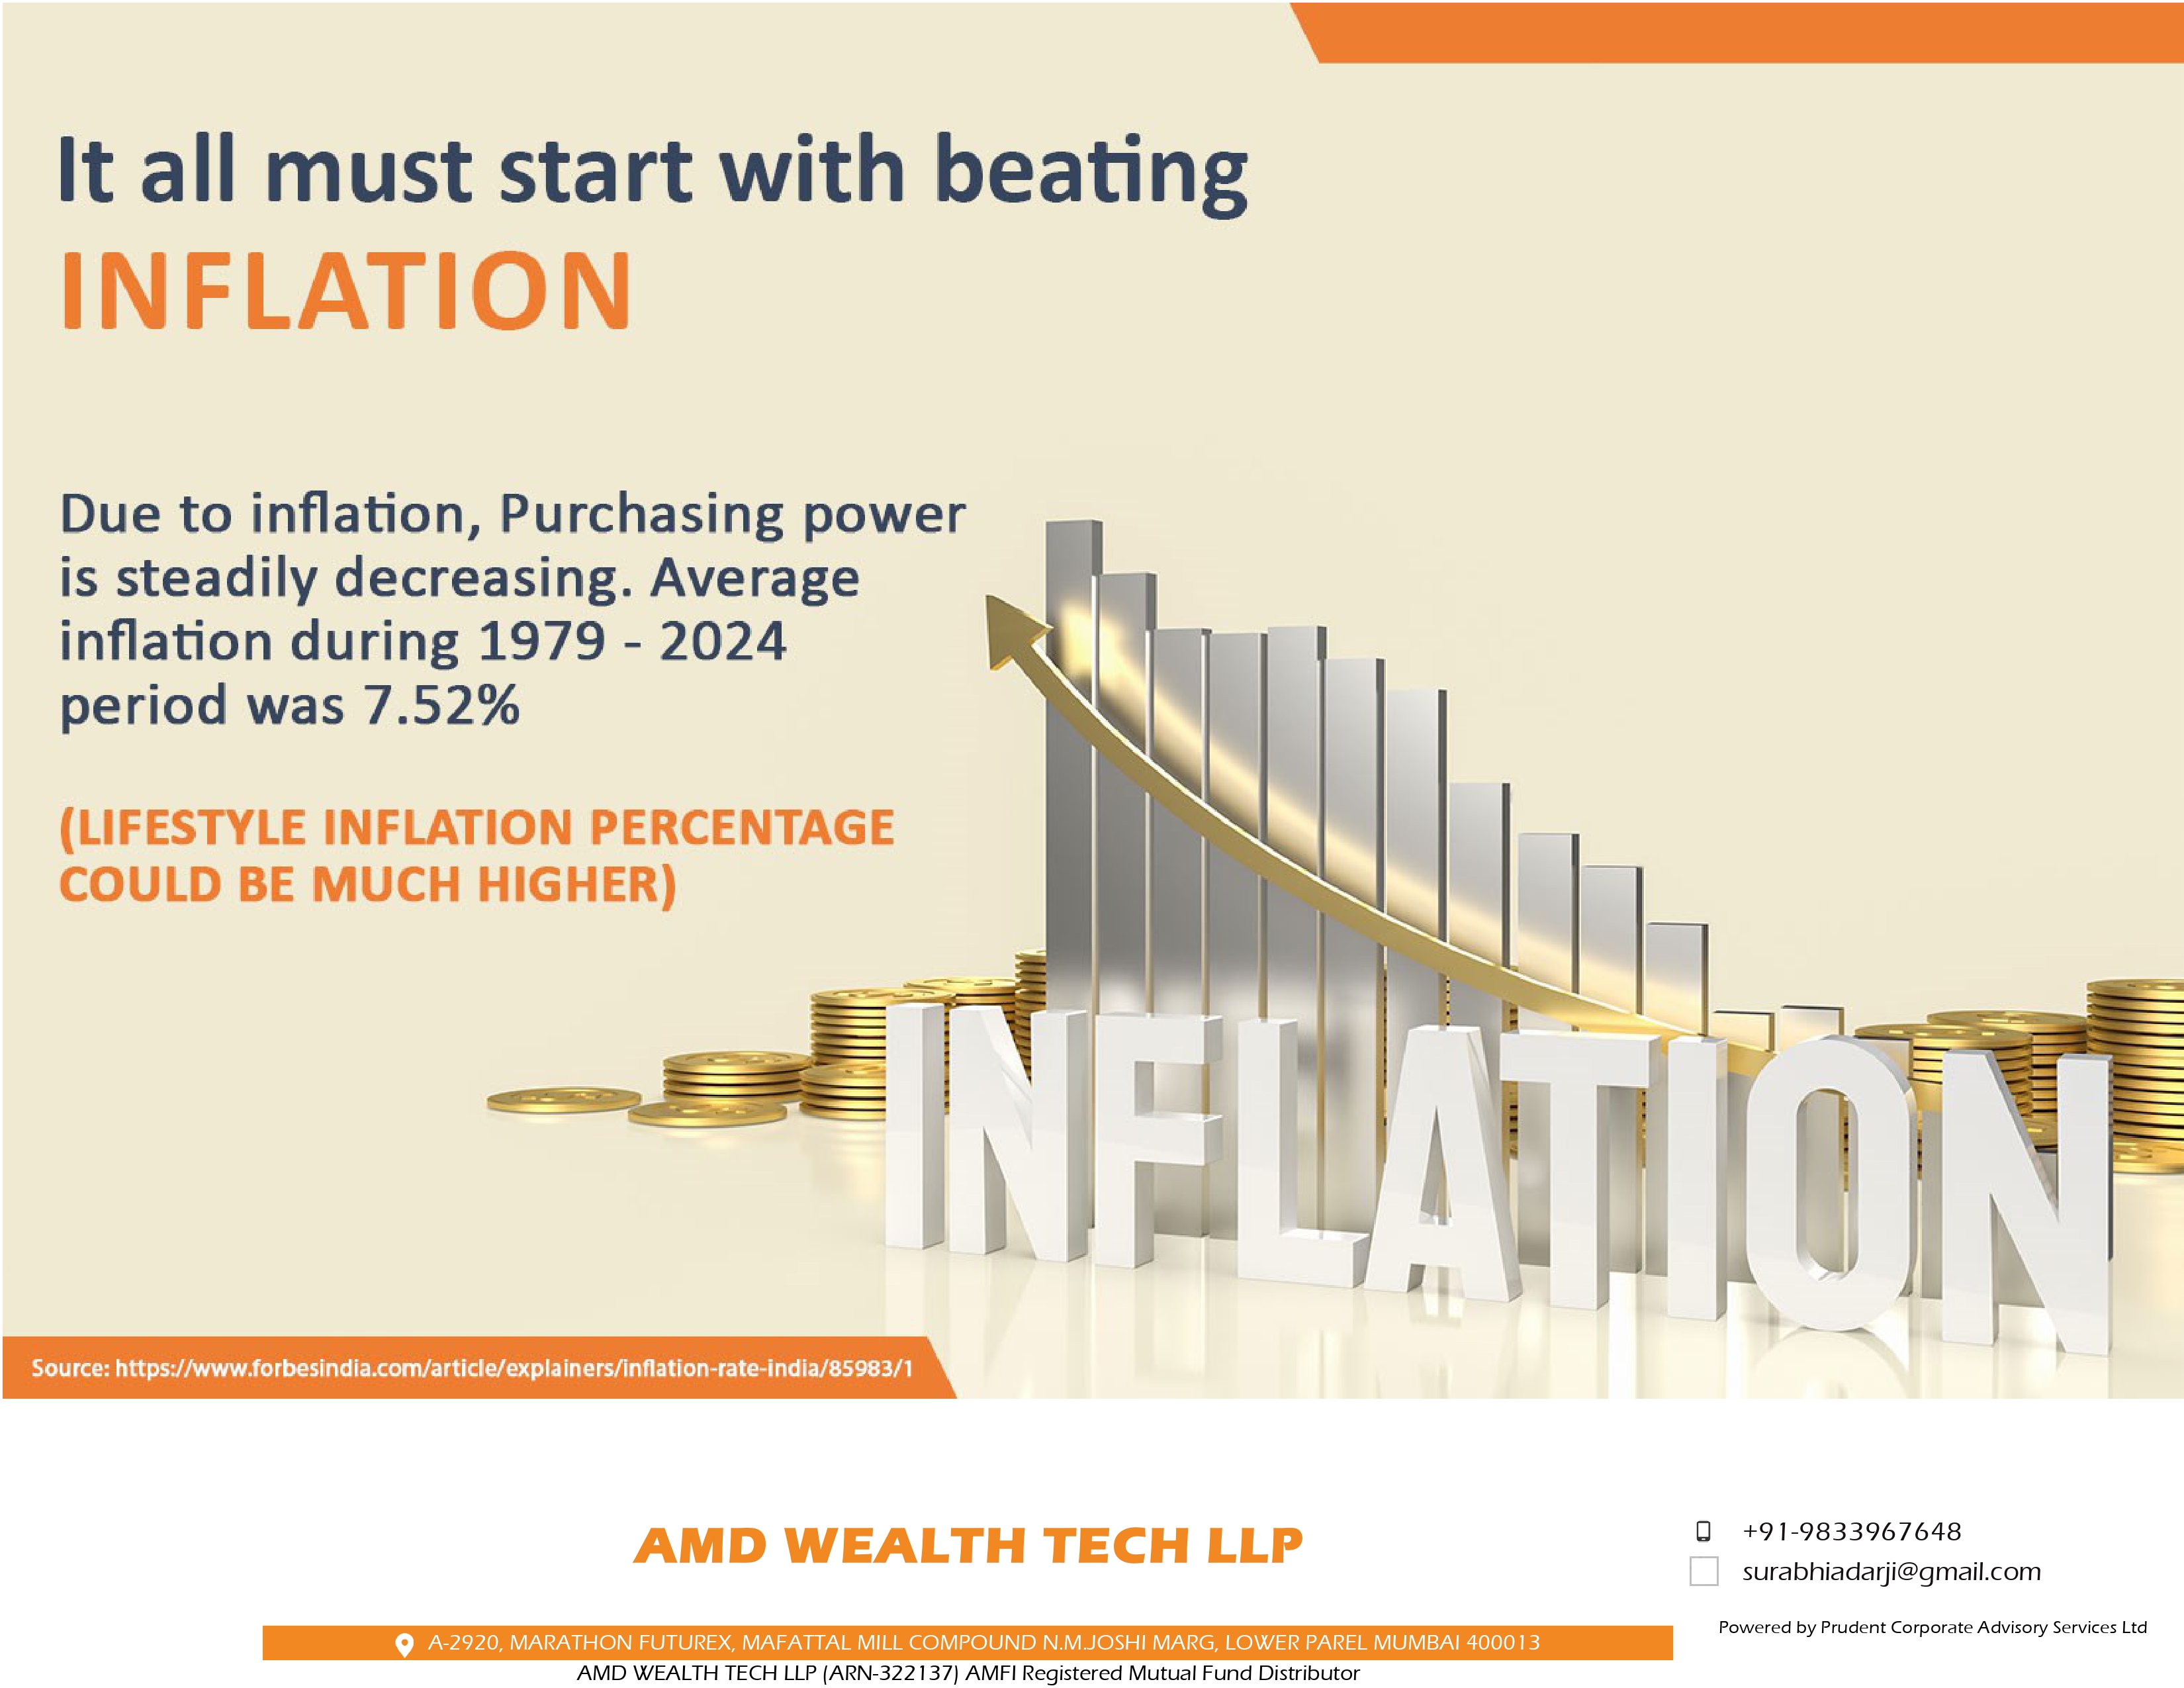 It all must start with beating
INFLATION
Due to inflation, Purchasing power
is steadily decreasing. Average
inflation during 1979 - 2024
period was 7.52%
(LIFESTYLE INFLATION PERCENTAGE
COULD BE MUCH HIGHER)
INFLATION
Source: https://www.forbesindia.com/article/explainers/inflation-rate-india/85983/1
AMD WEALTH TECH LLP
+91-9833967648
surabhiadarji@gmail.com
Powered by Prudent Corporate Advisory Services Ltd
A-2920, MARATHON FUTUREX, MAFATTAL MILL COMPOUND N.M.JOSHI MARG, LOWER PAREL MUMBAI 400013
AMD WEALTH TECH LLP (ARN-322137) AMFI Registered Mutual Fund Distributor